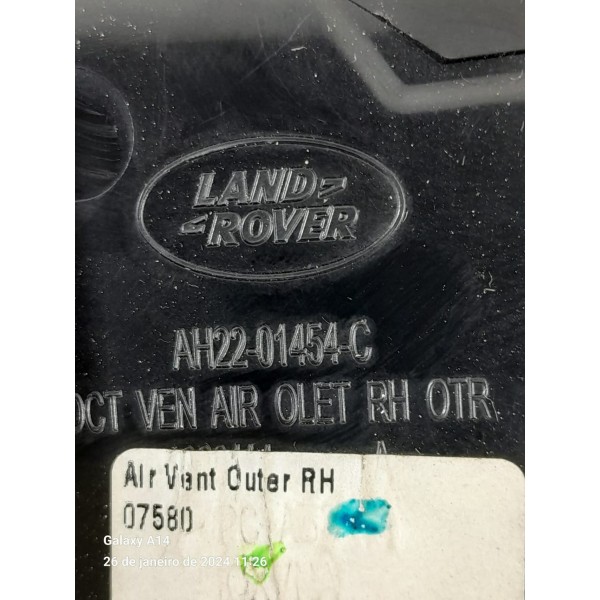 LAND
ROVER
AH22-01454-C
DCT VEN AIR OLET RH OTR
A
Air Vent Outer RH
07580
Galaxy A14
26 de janeiro de 2024 11:26